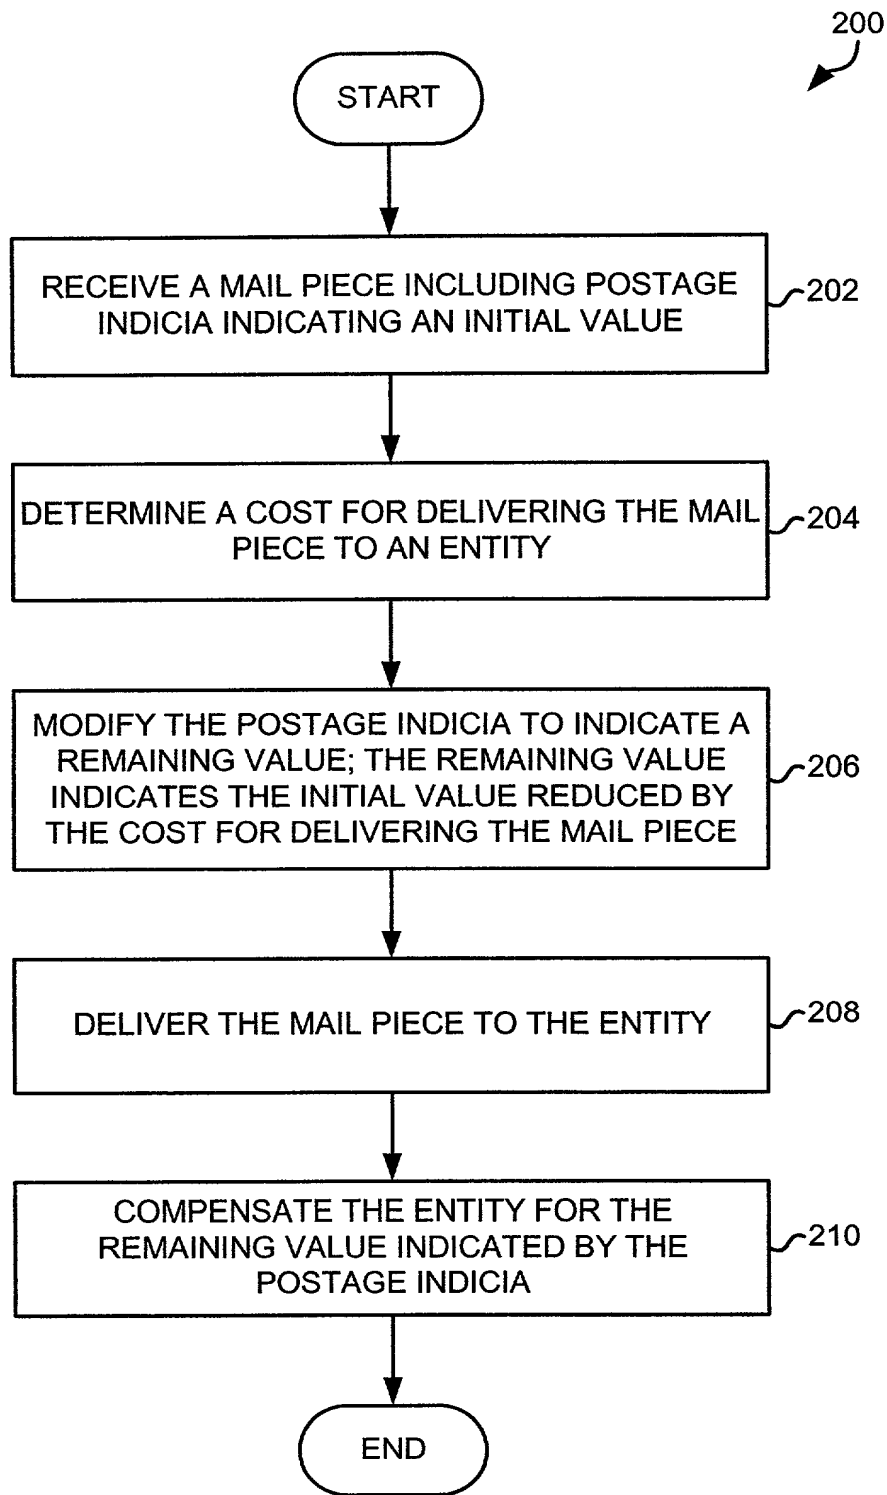 200
START
RECEIVE A MAIL PIECE INCLUDING POSTAGE
INDICIA INDICATING AN INITIAL VALUE
202
DETERMINE A COST FOR DELIVERING THE MAIL
PIECE TO AN ENTITY
204
MODIFY THE POSTAGE INDICIA TO INDICATE A
REMAINING VALUE; THE REMAINING VALUE
INDICATES THE INITIAL VALUE REDUCED BY
THE COST FOR DELIVERING THE MAIL PIECE
206
DELIVER THE MAIL PIECE TO THE ENTITY
208
COMPENSATE THE ENTITY FOR THE
REMAINING VALUE INDICATED BY THE
POSTAGE INDICIA
210
END